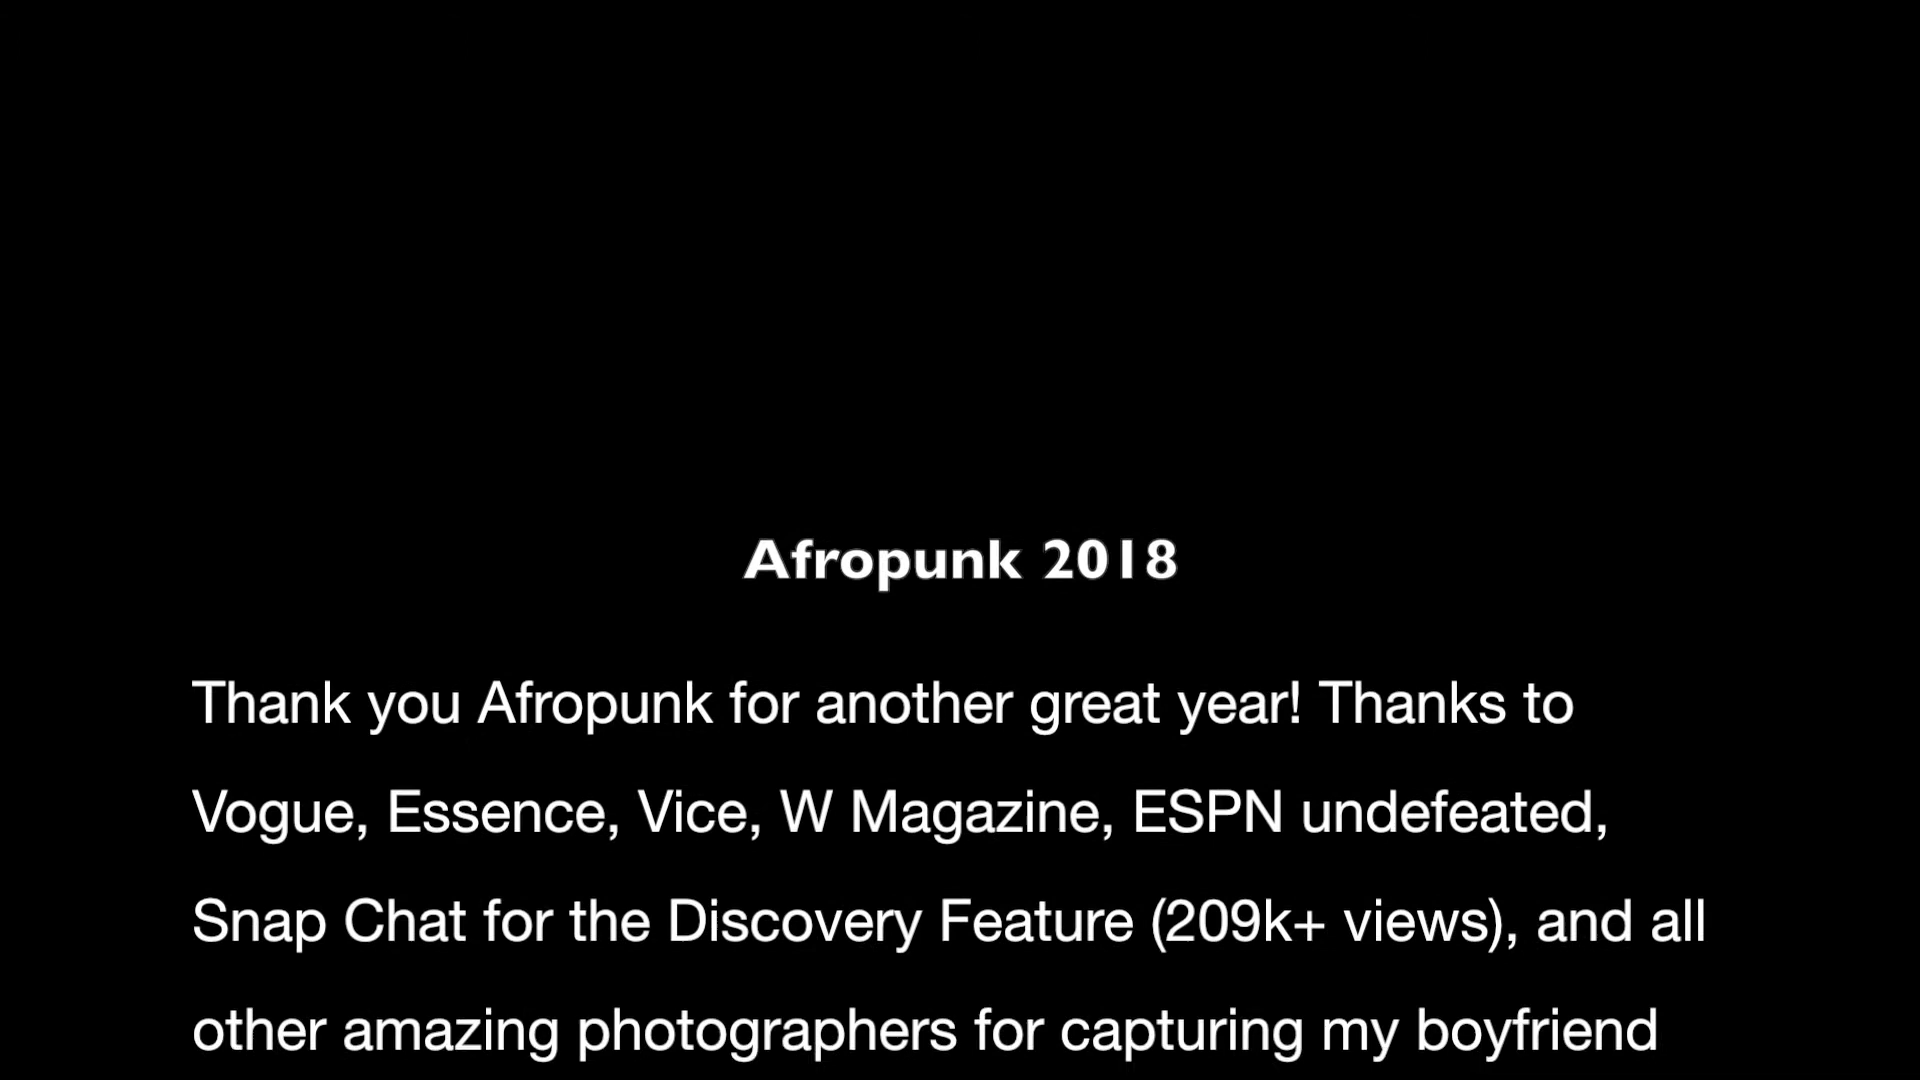 Afropunk 2018
Thank you Afropunk for another great year! Thanks to
Vogue, Essence, Vice, W Magazine, ESPN undefeated,
Snap Chat for the Discovery Feature (209k+ views), and all
other amazing photographers for capturing my boyfriend